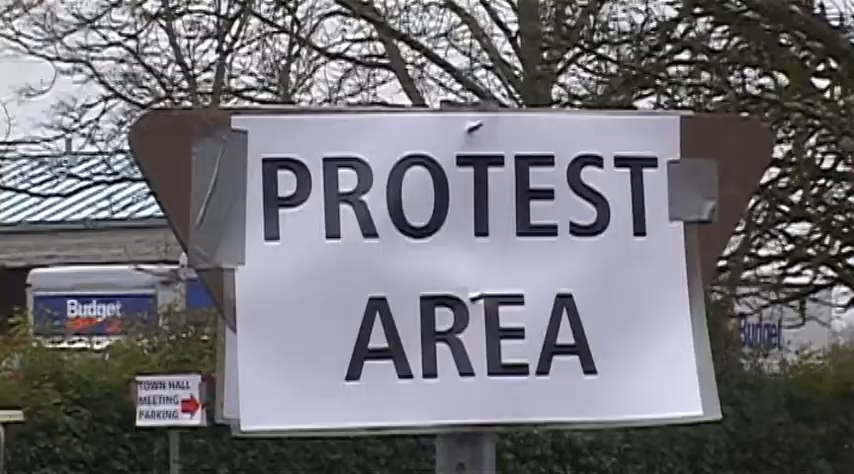 PROTEST
AREA
Budget
Budget
TOWN HALL
MEETING
PARKING